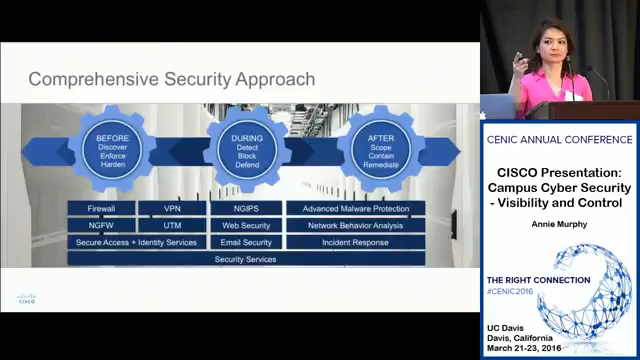 Comprehensive Security Approach
BEFORE
Discover
Enforce
Harden
DURING
Detect
Block
Defend
AFTER
Scope
Contain
Remediate
Firewall
VPN
NGIPS
Advanced Malware Protection
NGFW
UTM
Web Security
Network Behavior Analysis
Secure Access + Identity Services
Email Security
Incident Response
Security Services
CISCO
CENIC ANNUAL CONFERENCE
CISCO Presentation:
Campus Cyber Security
- Visibility and Control
Annie Murphy
THE RIGHT CONNECTION
#CENIC2016
UC Davis
Davis, California
March 21-23, 2016